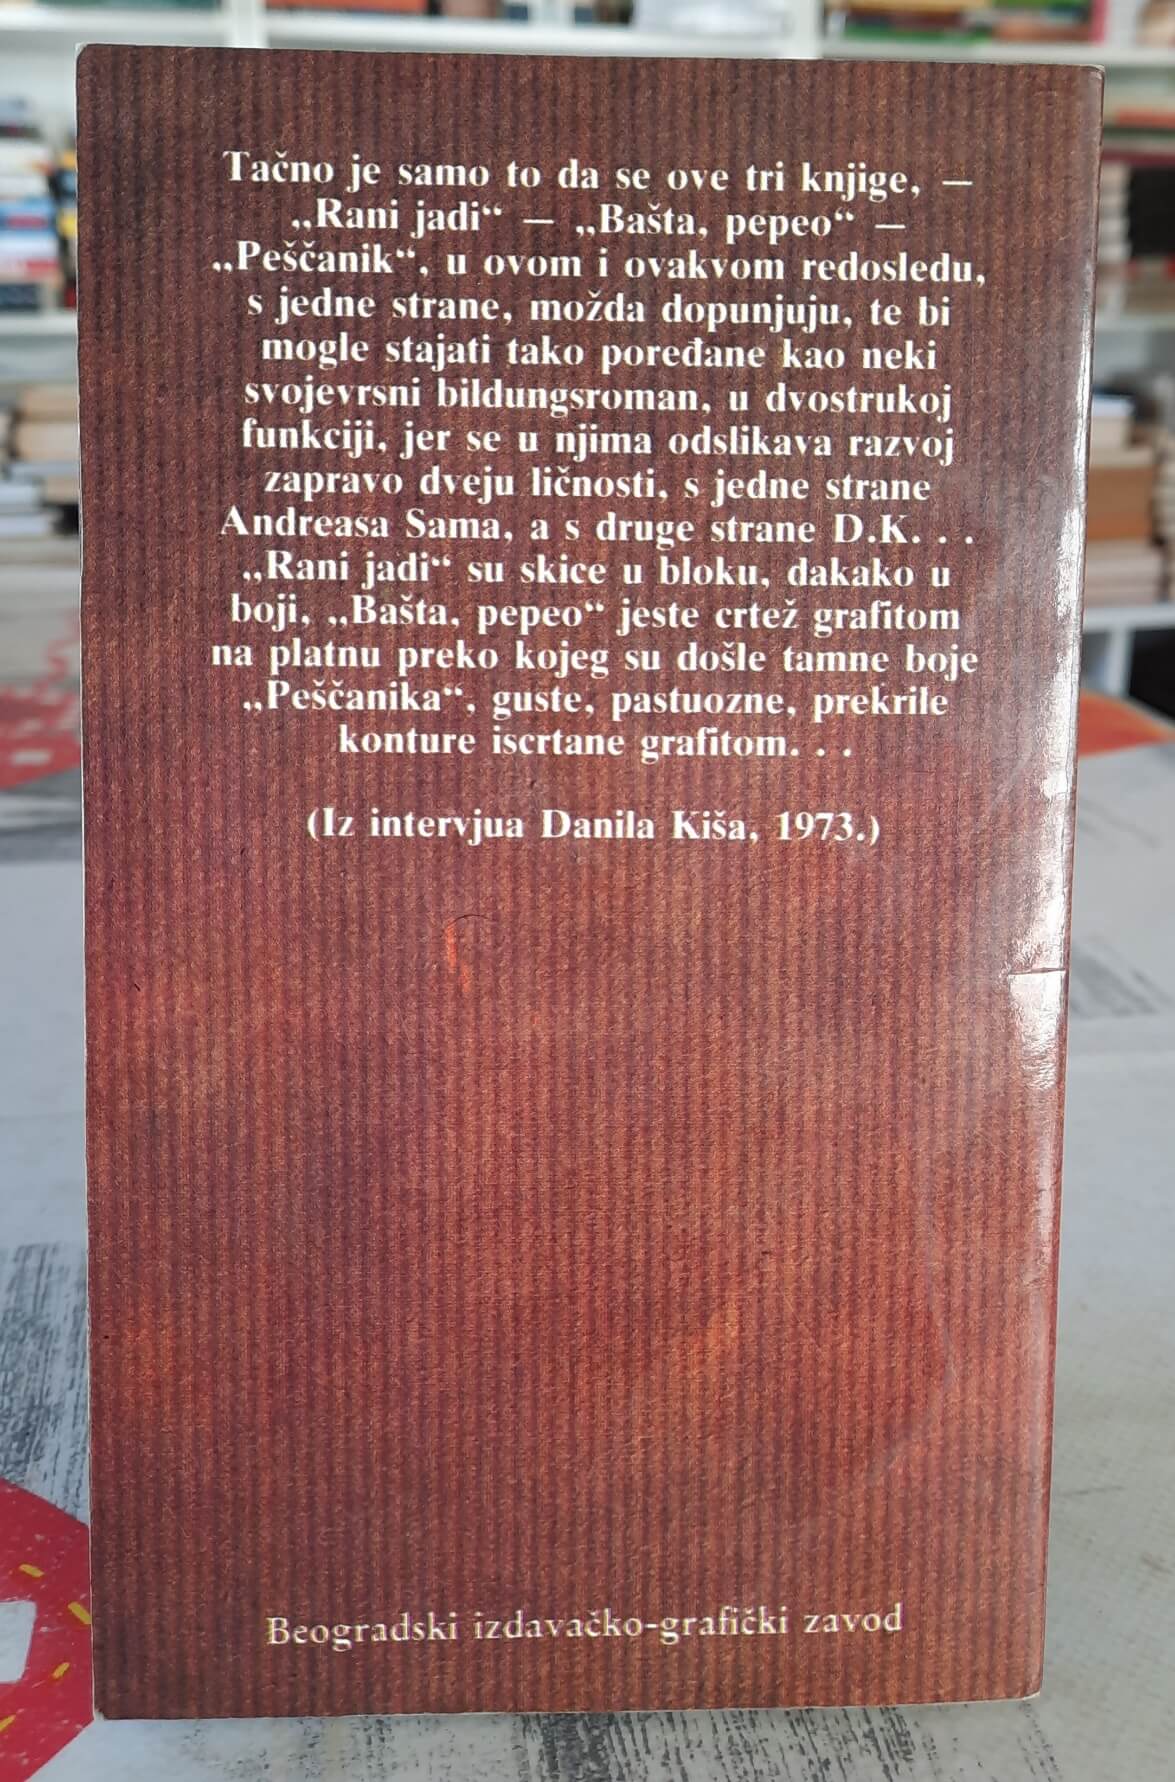 Tačno je samo to da se ove tri knjige, —
„Rani jadi“ — „Bašta, pepeo“ —
„Peščanik“, u ovom i ovakvom redosledu,
s jedne strane, možda dopunjuju, te bi
mogle stajati tako poređane kao neki
svojevrsni bildungsroman, u dvostrukoj
funkciji, jer se u njima odslikava razvoj
zapravo dveju ličnosti, s jedne strane
Andreasa Sama, a s druge strane D.K. . .
„Rani jadi“ su skice u bloku, dakako u
boji, „Bašta, pepeo“ jeste crtež grafitom
na platnu preko kojeg su došle tamne boje
„Peščanika“, guste, pastuozne, prekrile
konture iscrtane grafitom. . .
(Iz intervjua Danila Kiša, 1973.)
Beogradski izdavačko-grafički zavod